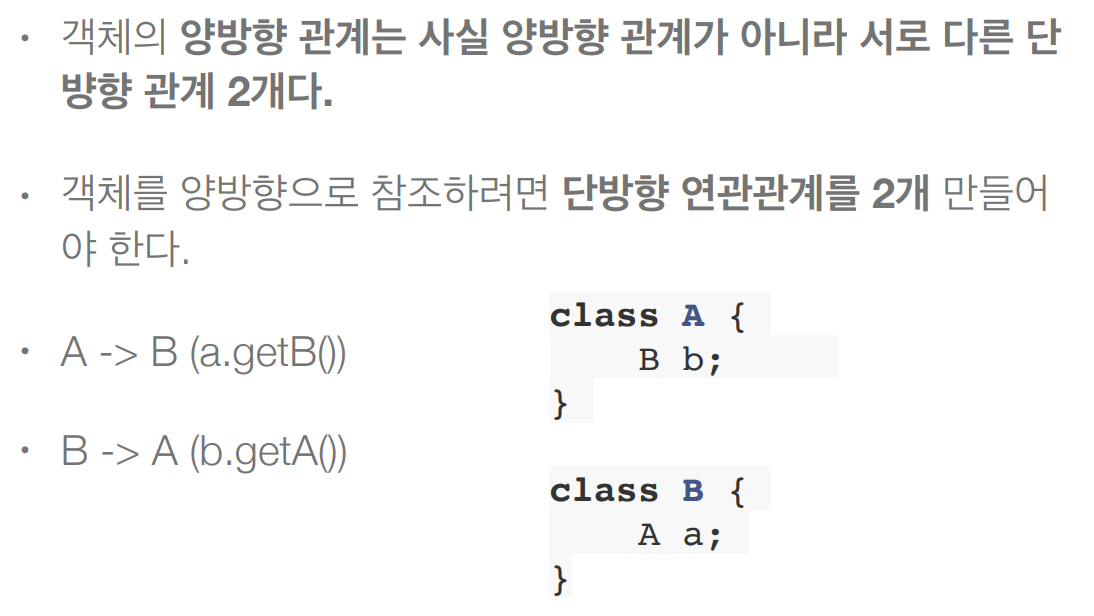 • 객체의 양방향 관계는 사실 양방향 관계가 아니라 서로 다른 단
뱡향 관계 2개다.
• 객체를 양방향으로 참조하려면 단방향 연관관계를 2개 만들어
야 한다.
• A -> B (a.getB())
• B -> A (b.getA())
class A {
    B b;
}
class B {
    A a;
}